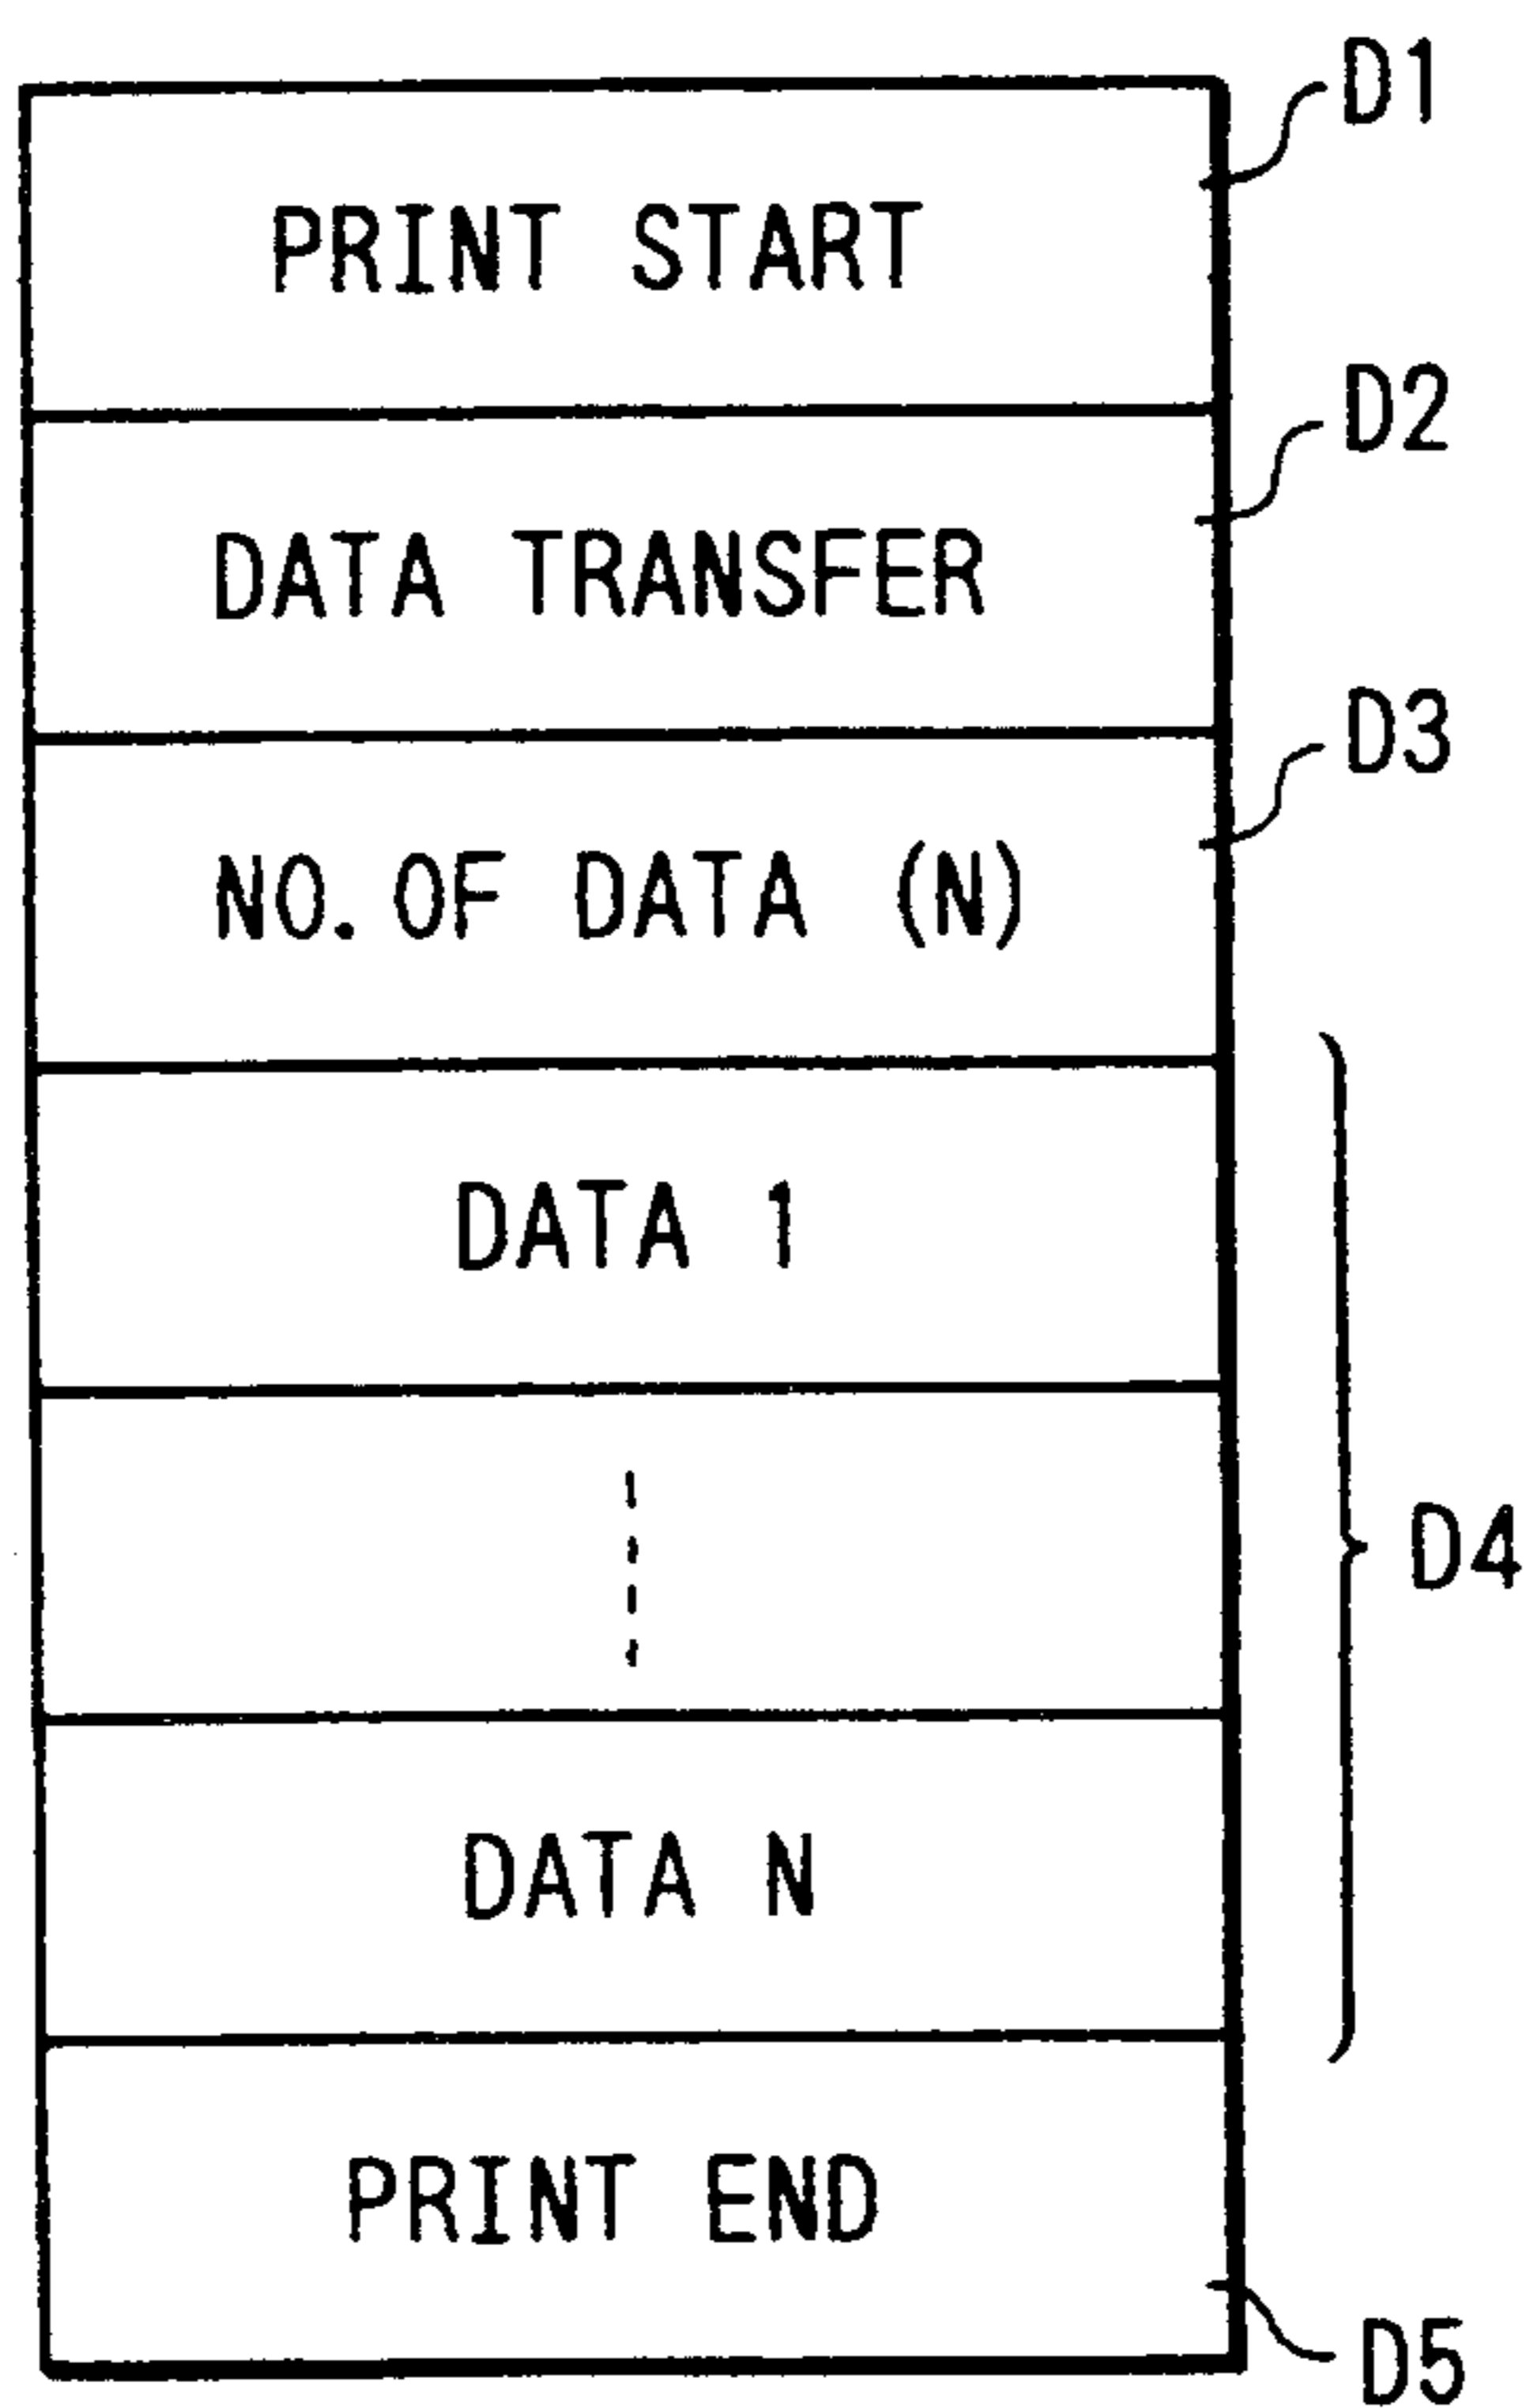 D1
PRINT START
D2
DATA TRANSFER
D3
NO. OF DATA (N)
DATA 1
D4
DATA N
PRINT END
D5